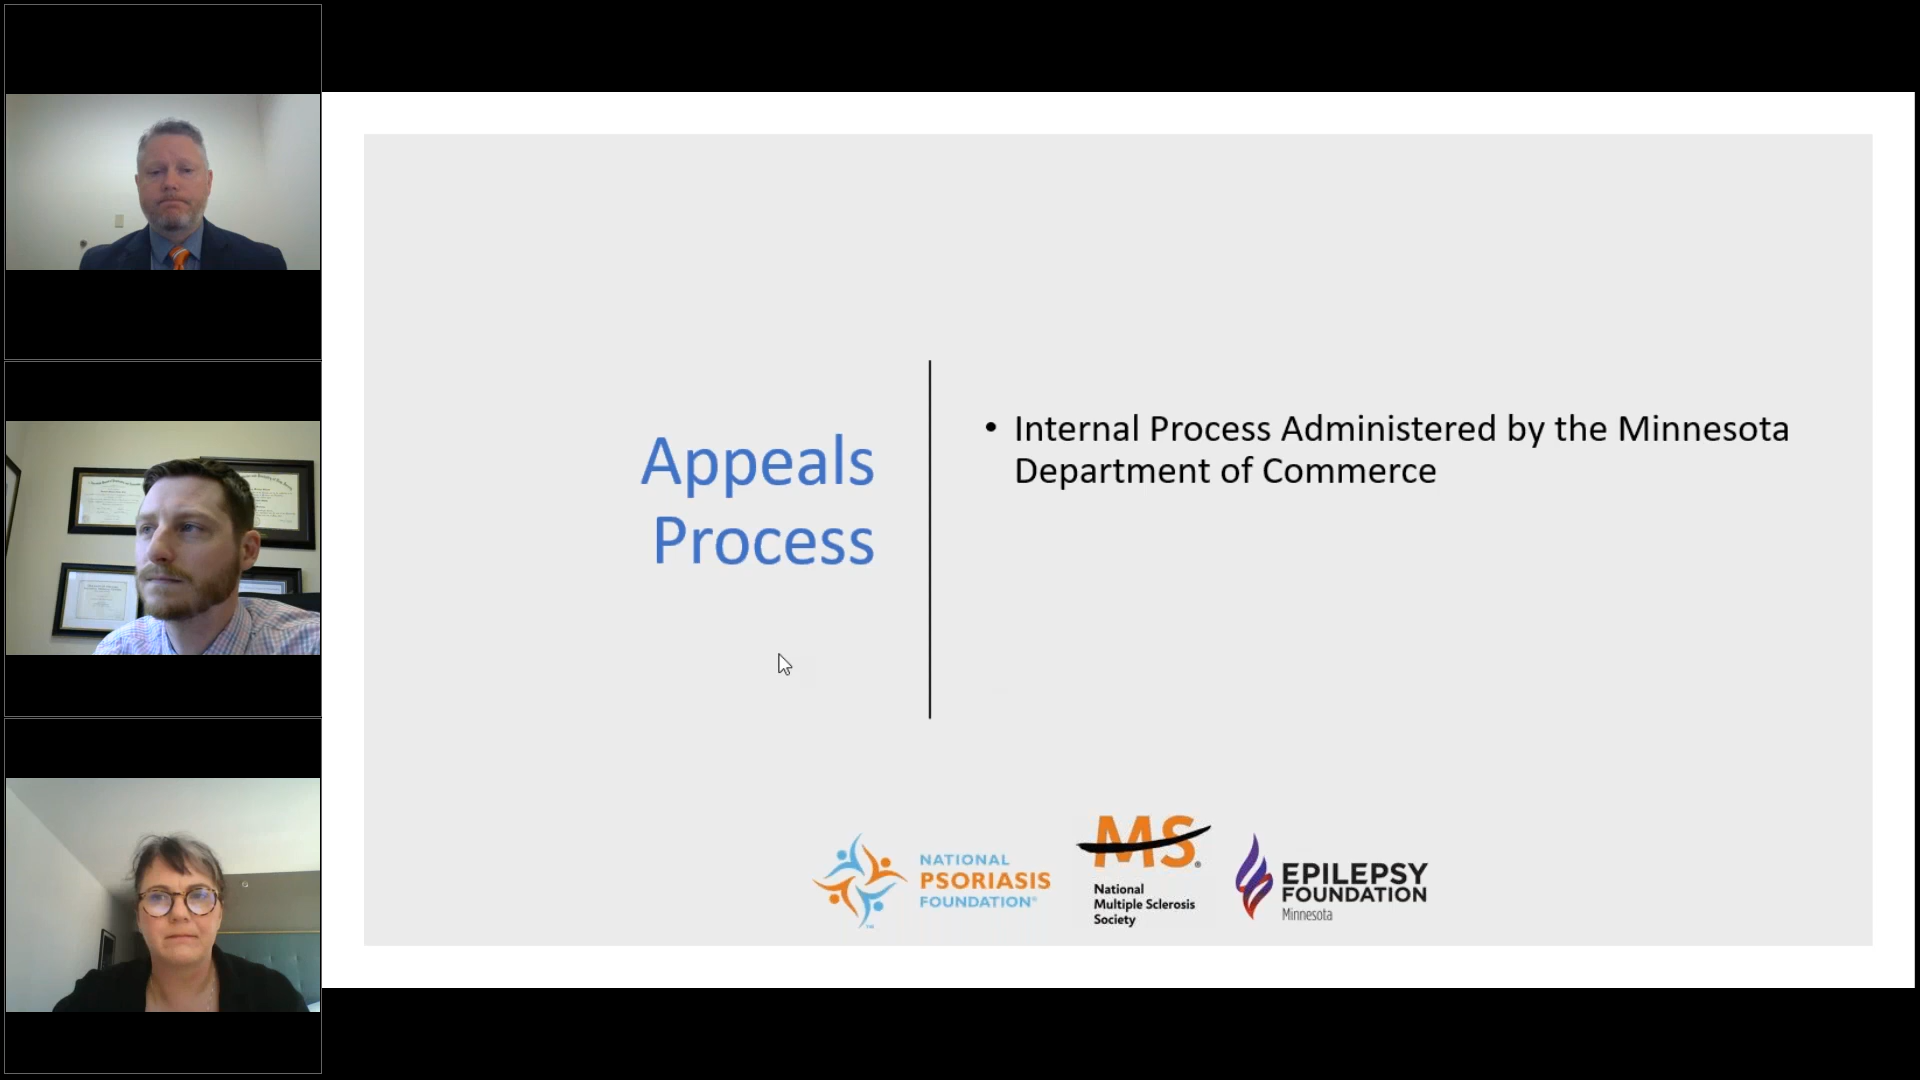 Appeals
Process
• Internal Process Administered by the Minnesota
Department of Commerce
NATIONAL
PSORIASIS
FOUNDATION®
™
MS®
National
Multiple Sclerosis
Society
EPILEPSY
FOUNDATION
Minnesota